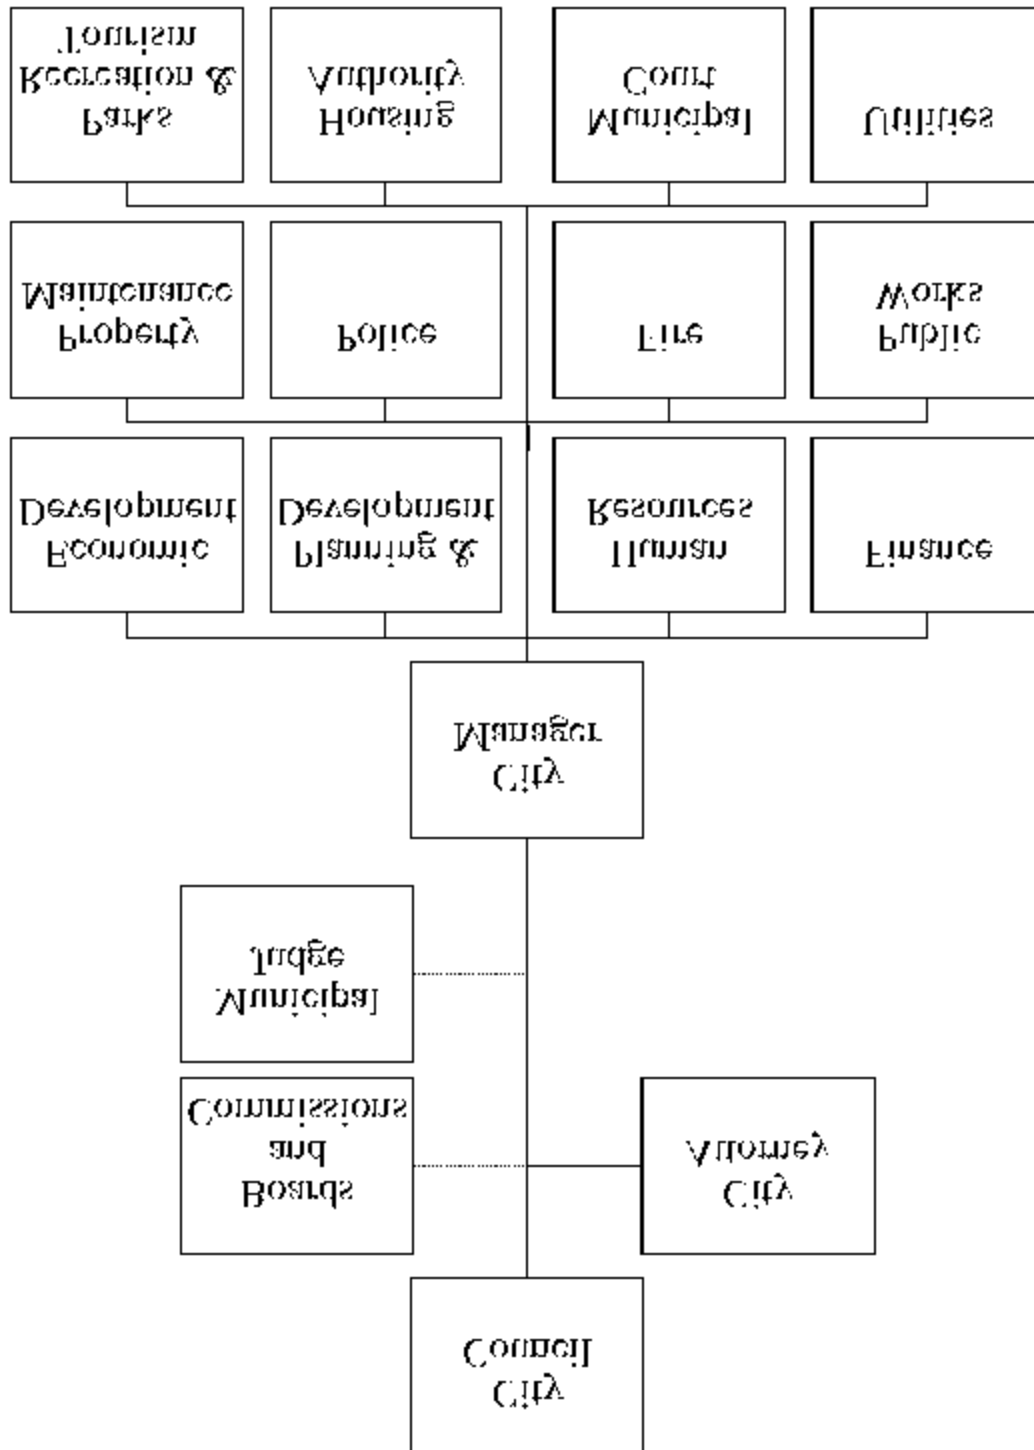 City
Council
Boards
and
Commissions
City
Attorney
Municipal
Judge
City
Manager
Economic
Development
Planning &
Development
Human
Resources
Finance
Property
Maintenance
Police
Fire
Public
Works
Parks
Recreation &
Tourism
Housing
Authority
Municipal
Court
Utilities